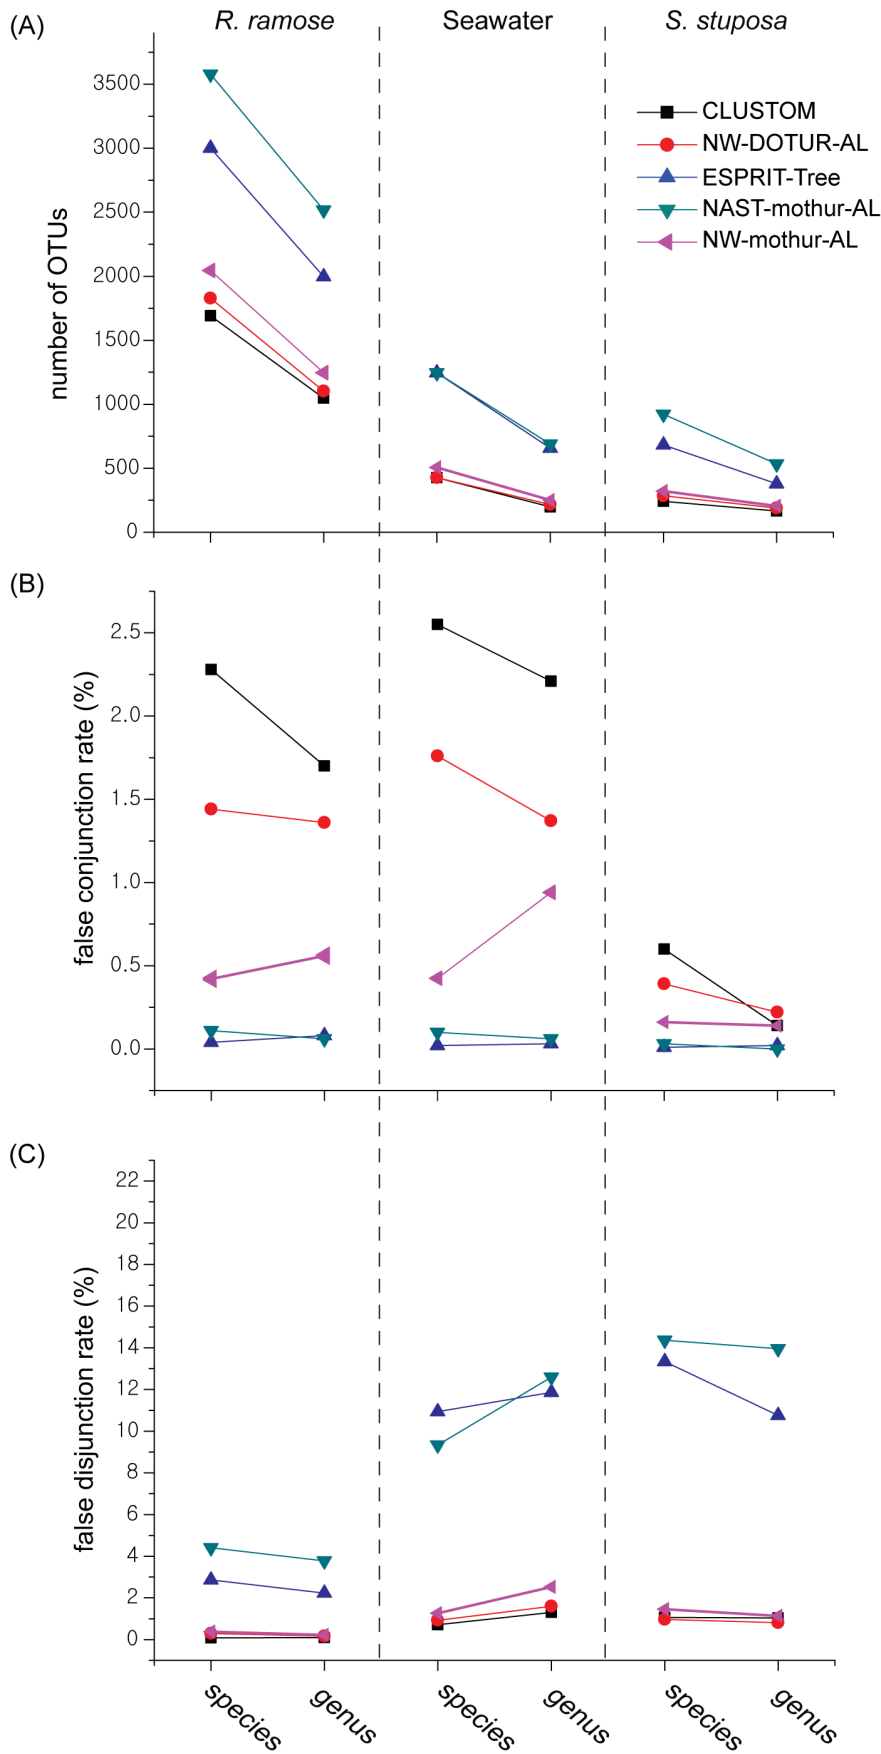 (A)
R. ramose
Seawater
S. stuposa
number of OTUs
3500
3000
2500
2000
1500
1000
500
0
CLUSTOM
NW-DOTUR-AL
ESPRIT-Tree
NAST-mothur-AL
NW-mothur-AL
(B)
false conjunction rate (%)
2.5
2.0
1.5
1.0
0.5
0.0
(C)
false disjunction rate (%)
22
20
18
16
14
12
10
8
6
4
2
0
species
genus
species
genus
species
genus